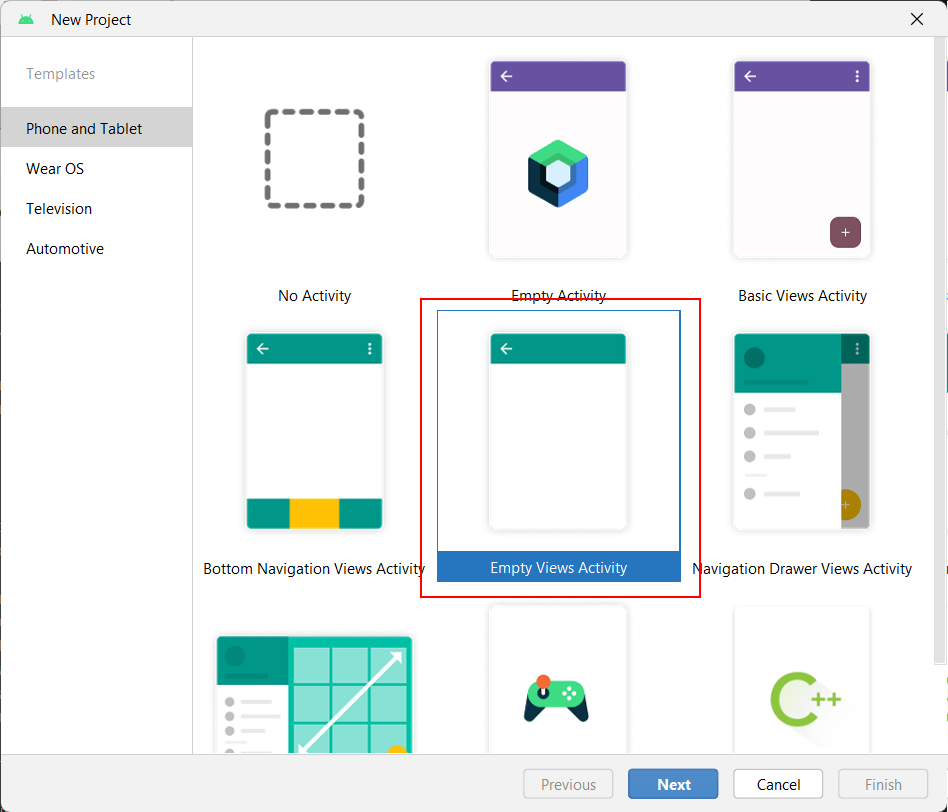 New Project
Templates
Phone and Tablet
Wear OS
Television
Automotive
No Activity
Empty Activity
Basic Views Activity
Bottom Navigation Views Activity
Empty Views Activity
Navigation Drawer Views Activity
C++
Previous
Next
Cancel
Finish